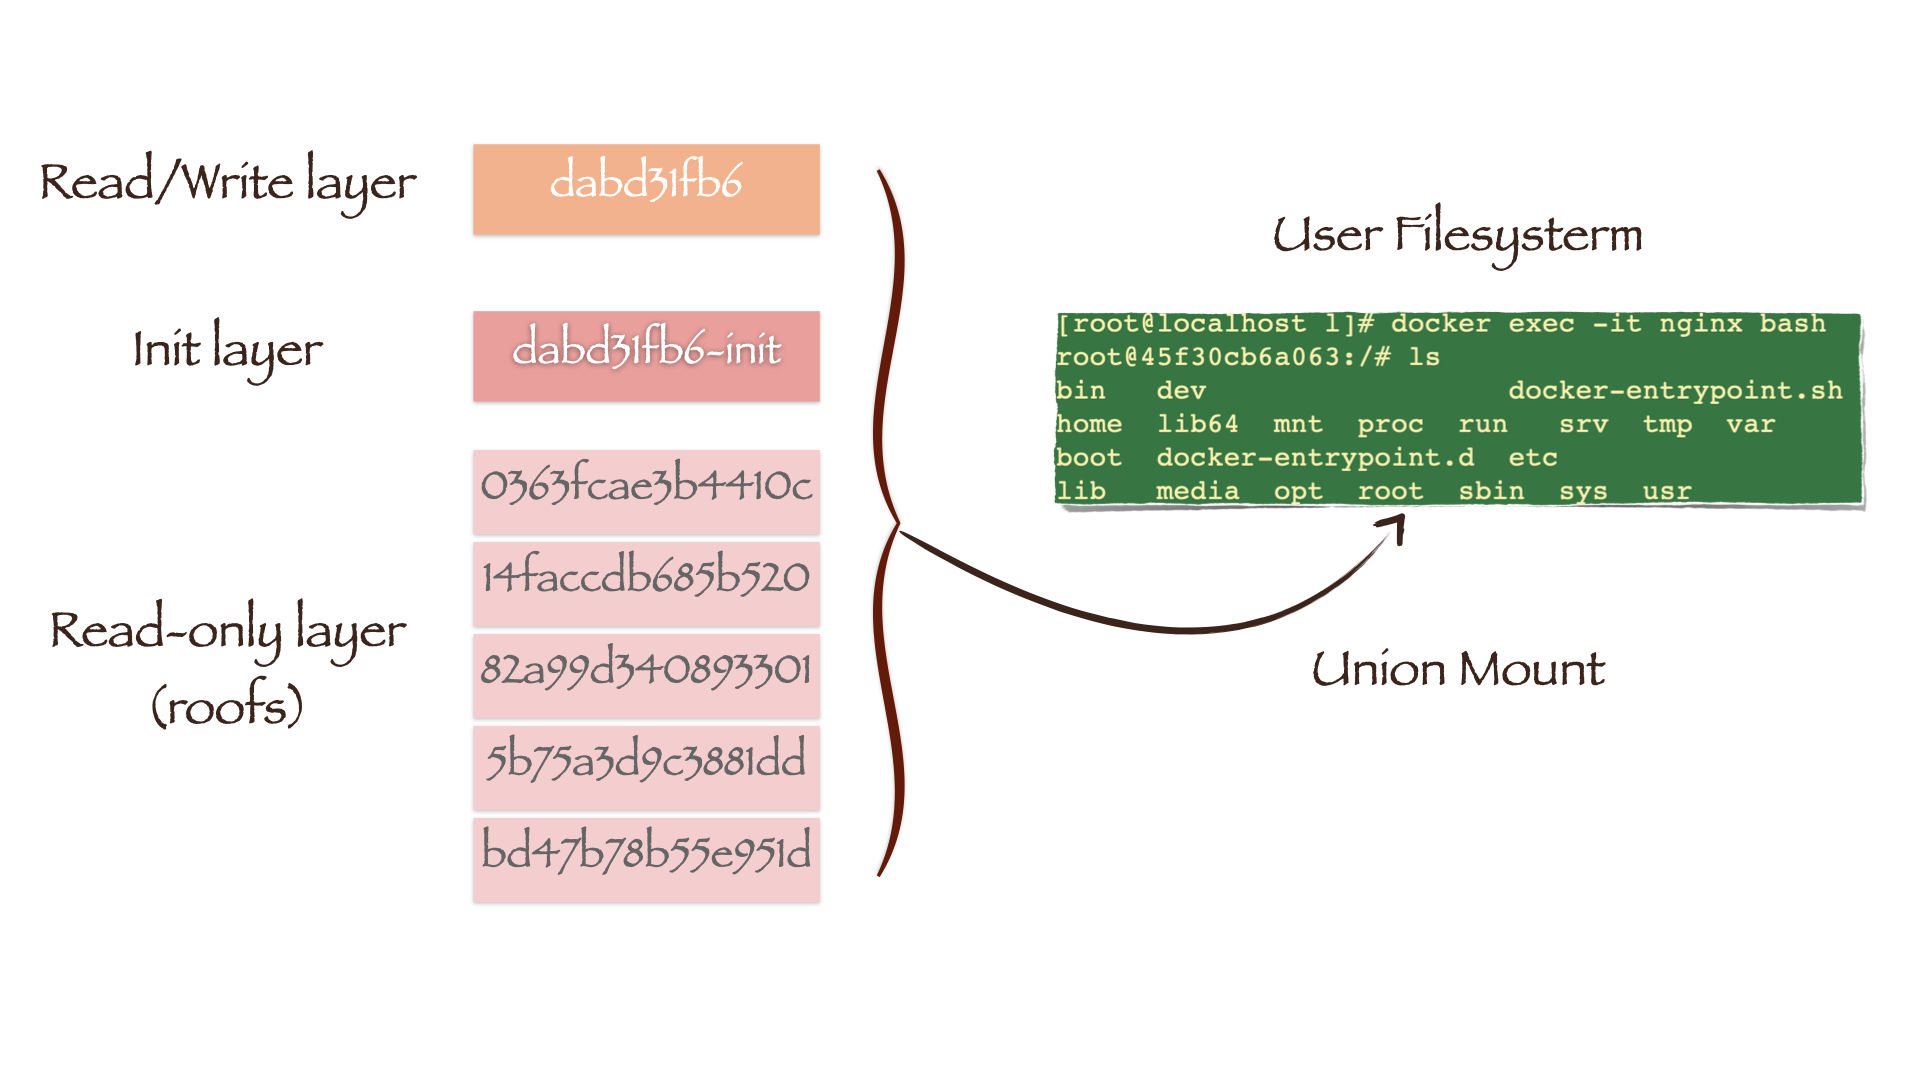 Read/Write layer
dabd31fb6
Init layer
dabd31fb6-init
Read-only layer
(roofs)
0363fcae3b4410c
14faccdb685b520
82a99d340893301
5b75a3d9c3881dd
bd47b78b55e951d
User Filesysterm
[root@localhost l]# docker exec -it nginx bash
root@45f30cb6a063:/# ls
bin dev docker-entrypoint.sh
home lib64 mnt proc run srv tmp var
boot docker-entrypoint.d etc
lib media opt root sbin sys usr
Union Mount